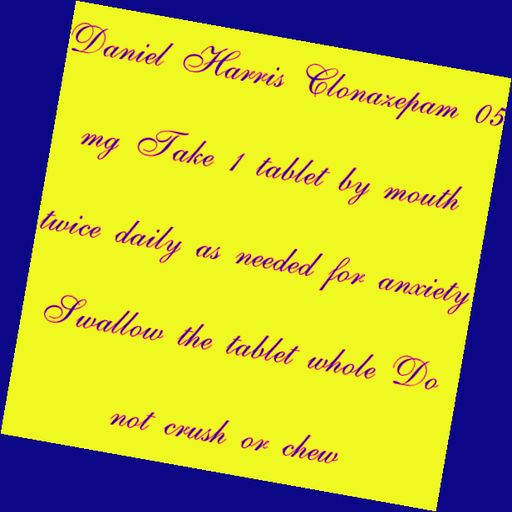 Daniel Harris Clonazepam 05
mg Take 1 tablet by mouth
twice daily as needed for anxiety
Swallow the tablet whole Do
not crush or chew